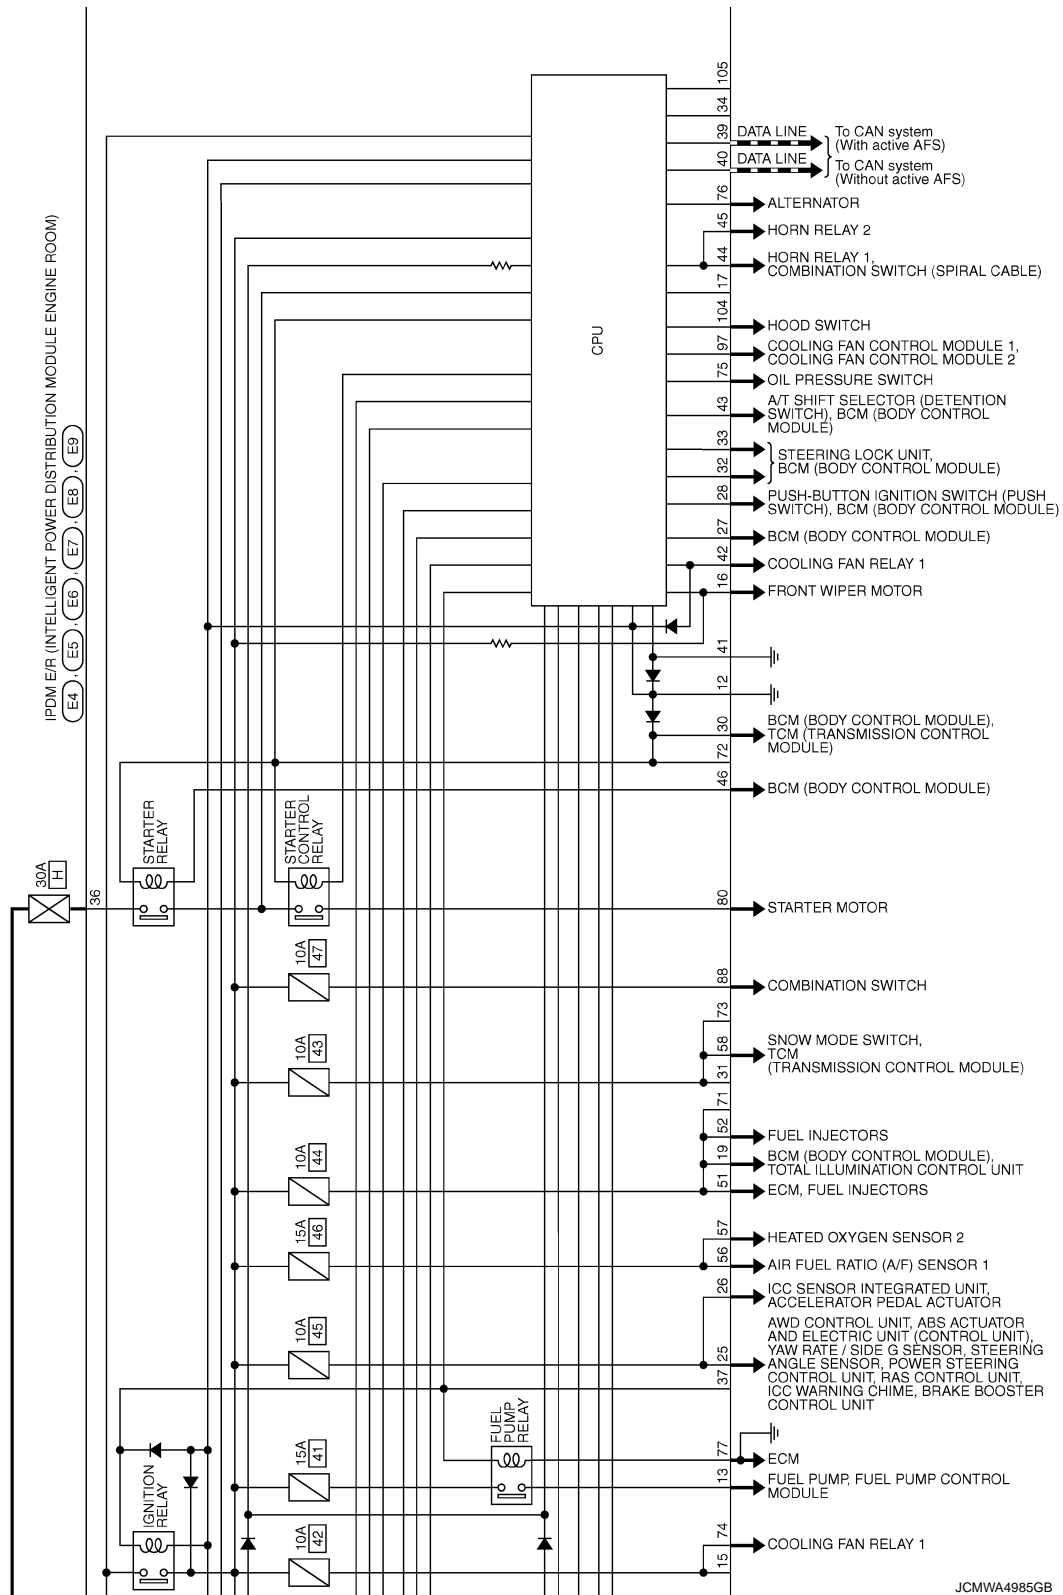 105
34
39
DATA LINE
To CAN system
(With active AFS)
40
DATA LINE
To CAN system
(Without active AFS)
76
ALTERNATOR
45
HORN RELAY 2
44
HORN RELAY 1,
COMBINATION SWITCH (SPIRAL CABLE)
17
104
HOOD SWITCH
CPU
97
COOLING FAN CONTROL MODULE 1,
COOLING FAN CONTROL MODULE 2
75
OIL PRESSURE SWITCH
43
A/T SHIFT SELECTOR (DETENTION
SWITCH), BCM (BODY CONTROL
MODULE)
33
32
STEERING LOCK UNIT,
BCM (BODY CONTROL MODULE)
28
PUSH-BUTTON IGNITION SWITCH (PUSH
SWITCH), BCM (BODY CONTROL MODULE)
27
BCM (BODY CONTROL MODULE)
42
COOLING FAN RELAY 1
16
FRONT WIPER MOTOR
IPDM E/R (INTELLIGENT POWER DISTRIBUTION MODULE ENGINE ROOM)
E4 , E5 , E6 , E7 , E8 , E9
41
12
30
BCM (BODY CONTROL MODULE),
TCM (TRANSMISSION CONTROL
MODULE)
72
46
BCM (BODY CONTROL MODULE)
STARTER
RELAY
STARTER
CONTROL
RELAY
30A
H
36
80
STARTER MOTOR
10A
47
88
COMBINATION SWITCH
73
10A
43
58
SNOW MODE SWITCH,
TCM
(TRANSMISSION CONTROL MODULE)
31
71
52
FUEL INJECTORS
10A
44
19
BCM (BODY CONTROL MODULE),
TOTAL ILLUMINATION CONTROL UNIT
51
ECM, FUEL INJECTORS
15A
46
57
HEATED OXYGEN SENSOR 2
56
AIR FUEL RATIO (A/F) SENSOR 1
26
ICC SENSOR INTEGRATED UNIT,
ACCELERATOR PEDAL ACTUATOR
10A
45
25
AWD CONTROL UNIT, ABS ACTUATOR
AND ELECTRIC UNIT (CONTROL UNIT),
YAW RATE / SIDE G SENSOR, STEERING
ANGLE SENSOR, POWER STEERING
CONTROL UNIT, RAS CONTROL UNIT,
ICC WARNING CHIME, BRAKE BOOSTER
CONTROL UNIT
37
FUEL
PUMP
RELAY
15A
41
77
ECM
13
FUEL PUMP, FUEL PUMP CONTROL
MODULE
IGNITION
RELAY
10A
42
74
COOLING FAN RELAY 1
15
JCMWA4985GB